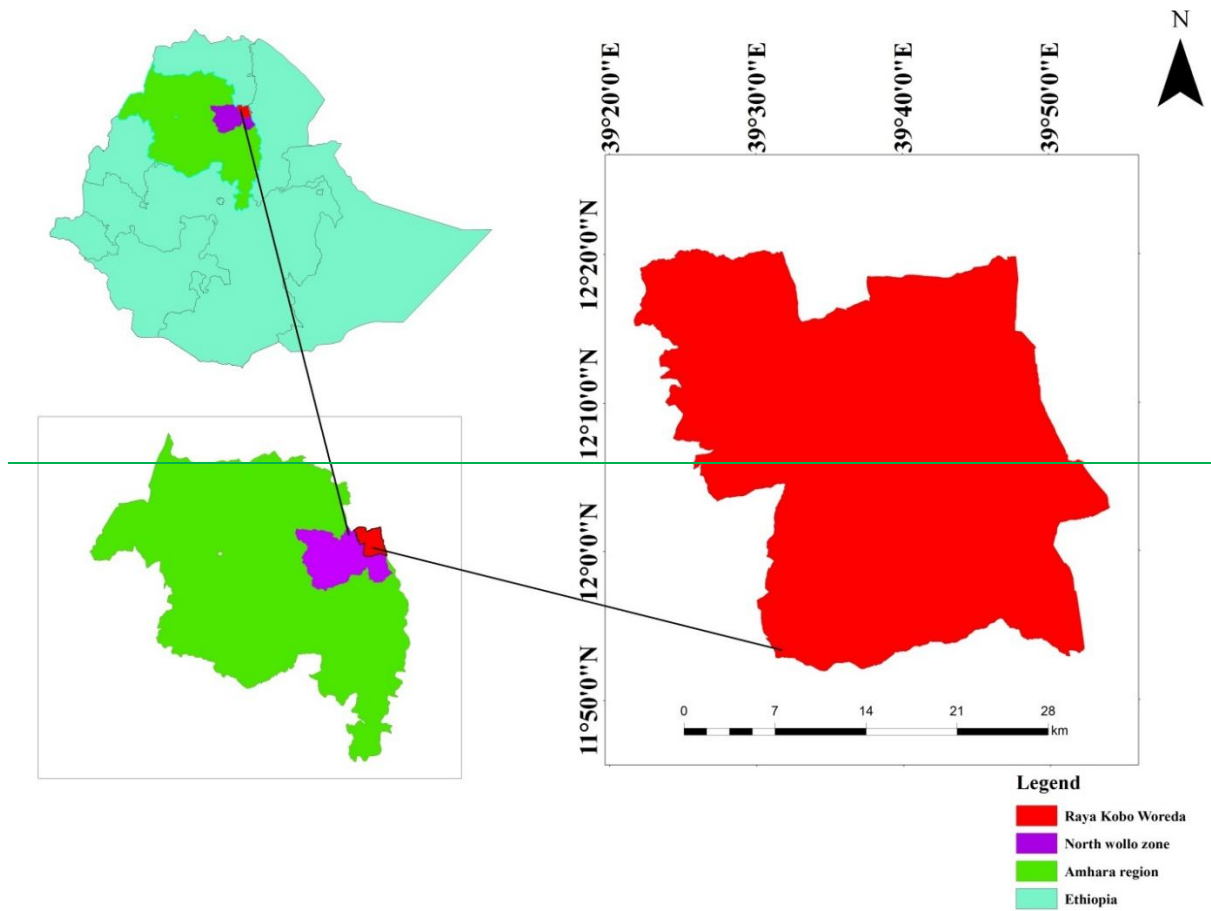 N
39°20'0"E
39°30'0"E
39°40'0"E
39°50'0"E
12°20'0"N
12°10'0"N
12°0'0"N
11°50'0"N
0 7 14 21 28
km
Legend
Raya Kobo Woreda
North wollo zone
Amhara region
Ethiopia